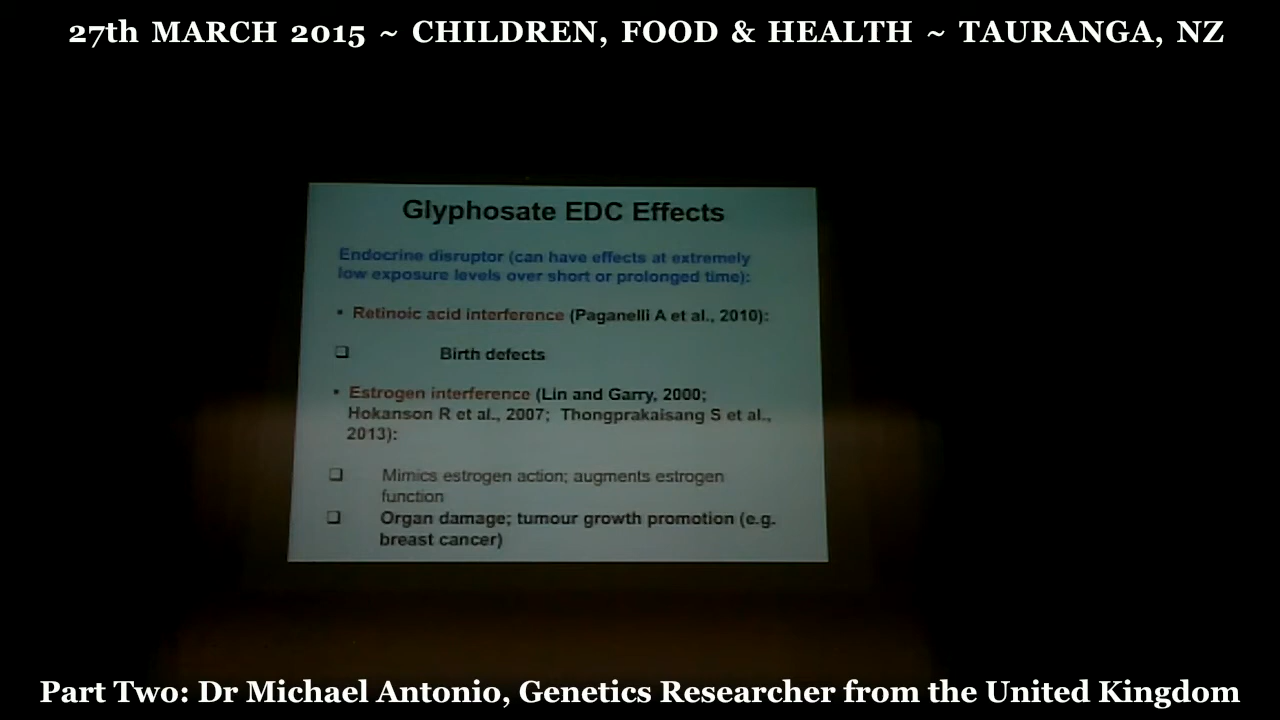 27th MARCH 2015 ~ CHILDREN, FOOD & HEALTH ~ TAURANGA, NZ
Glyphosate EDC Effects
Endocrine disruptor (can have effects at extremely
low exposure levels over short or prolonged time):
• Retinoic acid interference (Paganelli A et al., 2010):
❑ Birth defects
• Estrogen interference (Lin and Garry, 2000;
Hokanson R et al., 2007; Thongprakaisang S et al.,
2013):
❑ Mimics estrogen action; augments estrogen
function
❑ Organ damage; tumour growth promotion (e.g.
breast cancer)
Part Two: Dr Michael Antonio, Genetics Researcher from the United Kingdom